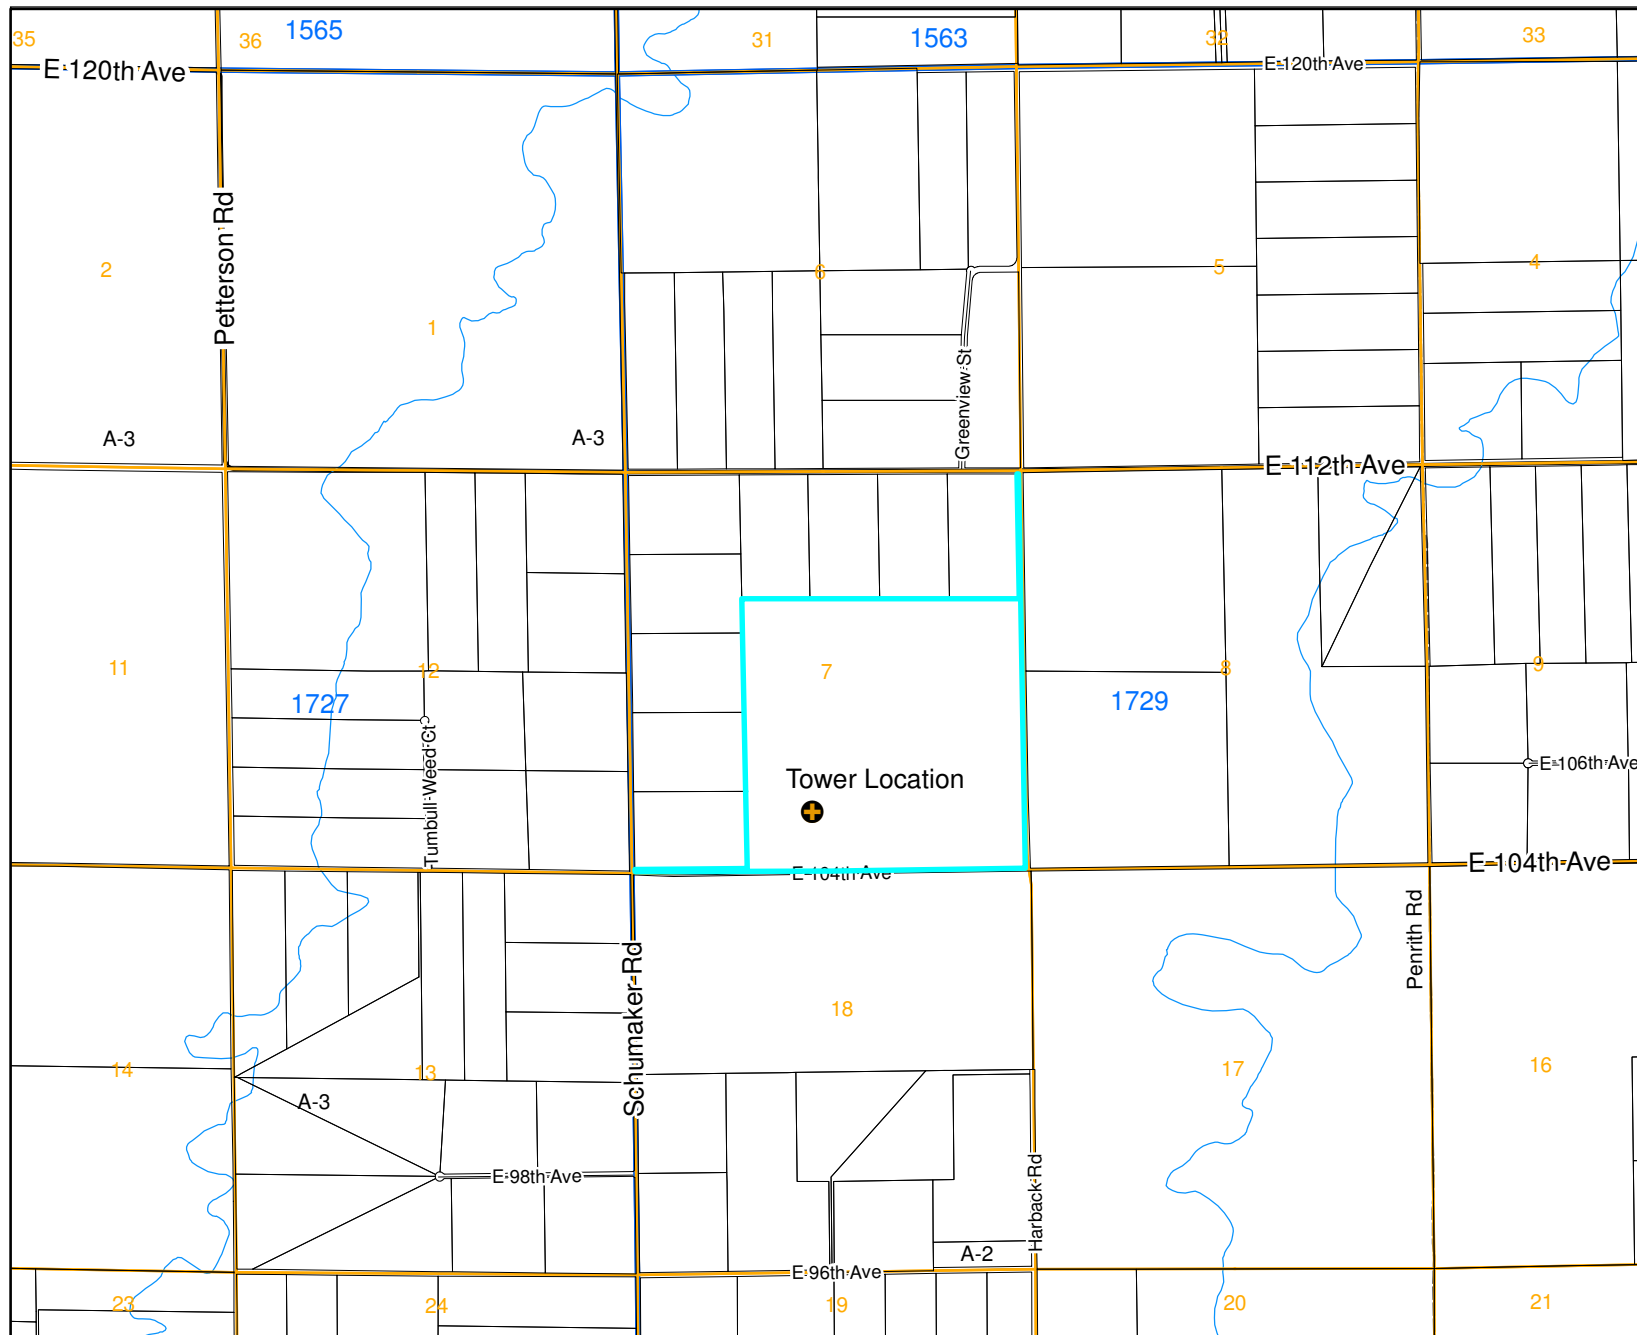 35
36
1565
31
1563
32
33
E 120th Ave
E 120th Ave
Petterson Rd
2
1
6
5
4
Greenview St
A-3
A-3
E 112th Ave
11
12
1727
7
8
1729
9
Tumbull Weed Ct
Tower Location
E 106th Ave
E 104th Ave
E 104th Ave
Schumaker Rd
Penrith Rd
18
14
13
17
16
A-3
E 98th Ave
Harback Rd
A-2
E 96th Ave
23
24
19
20
21